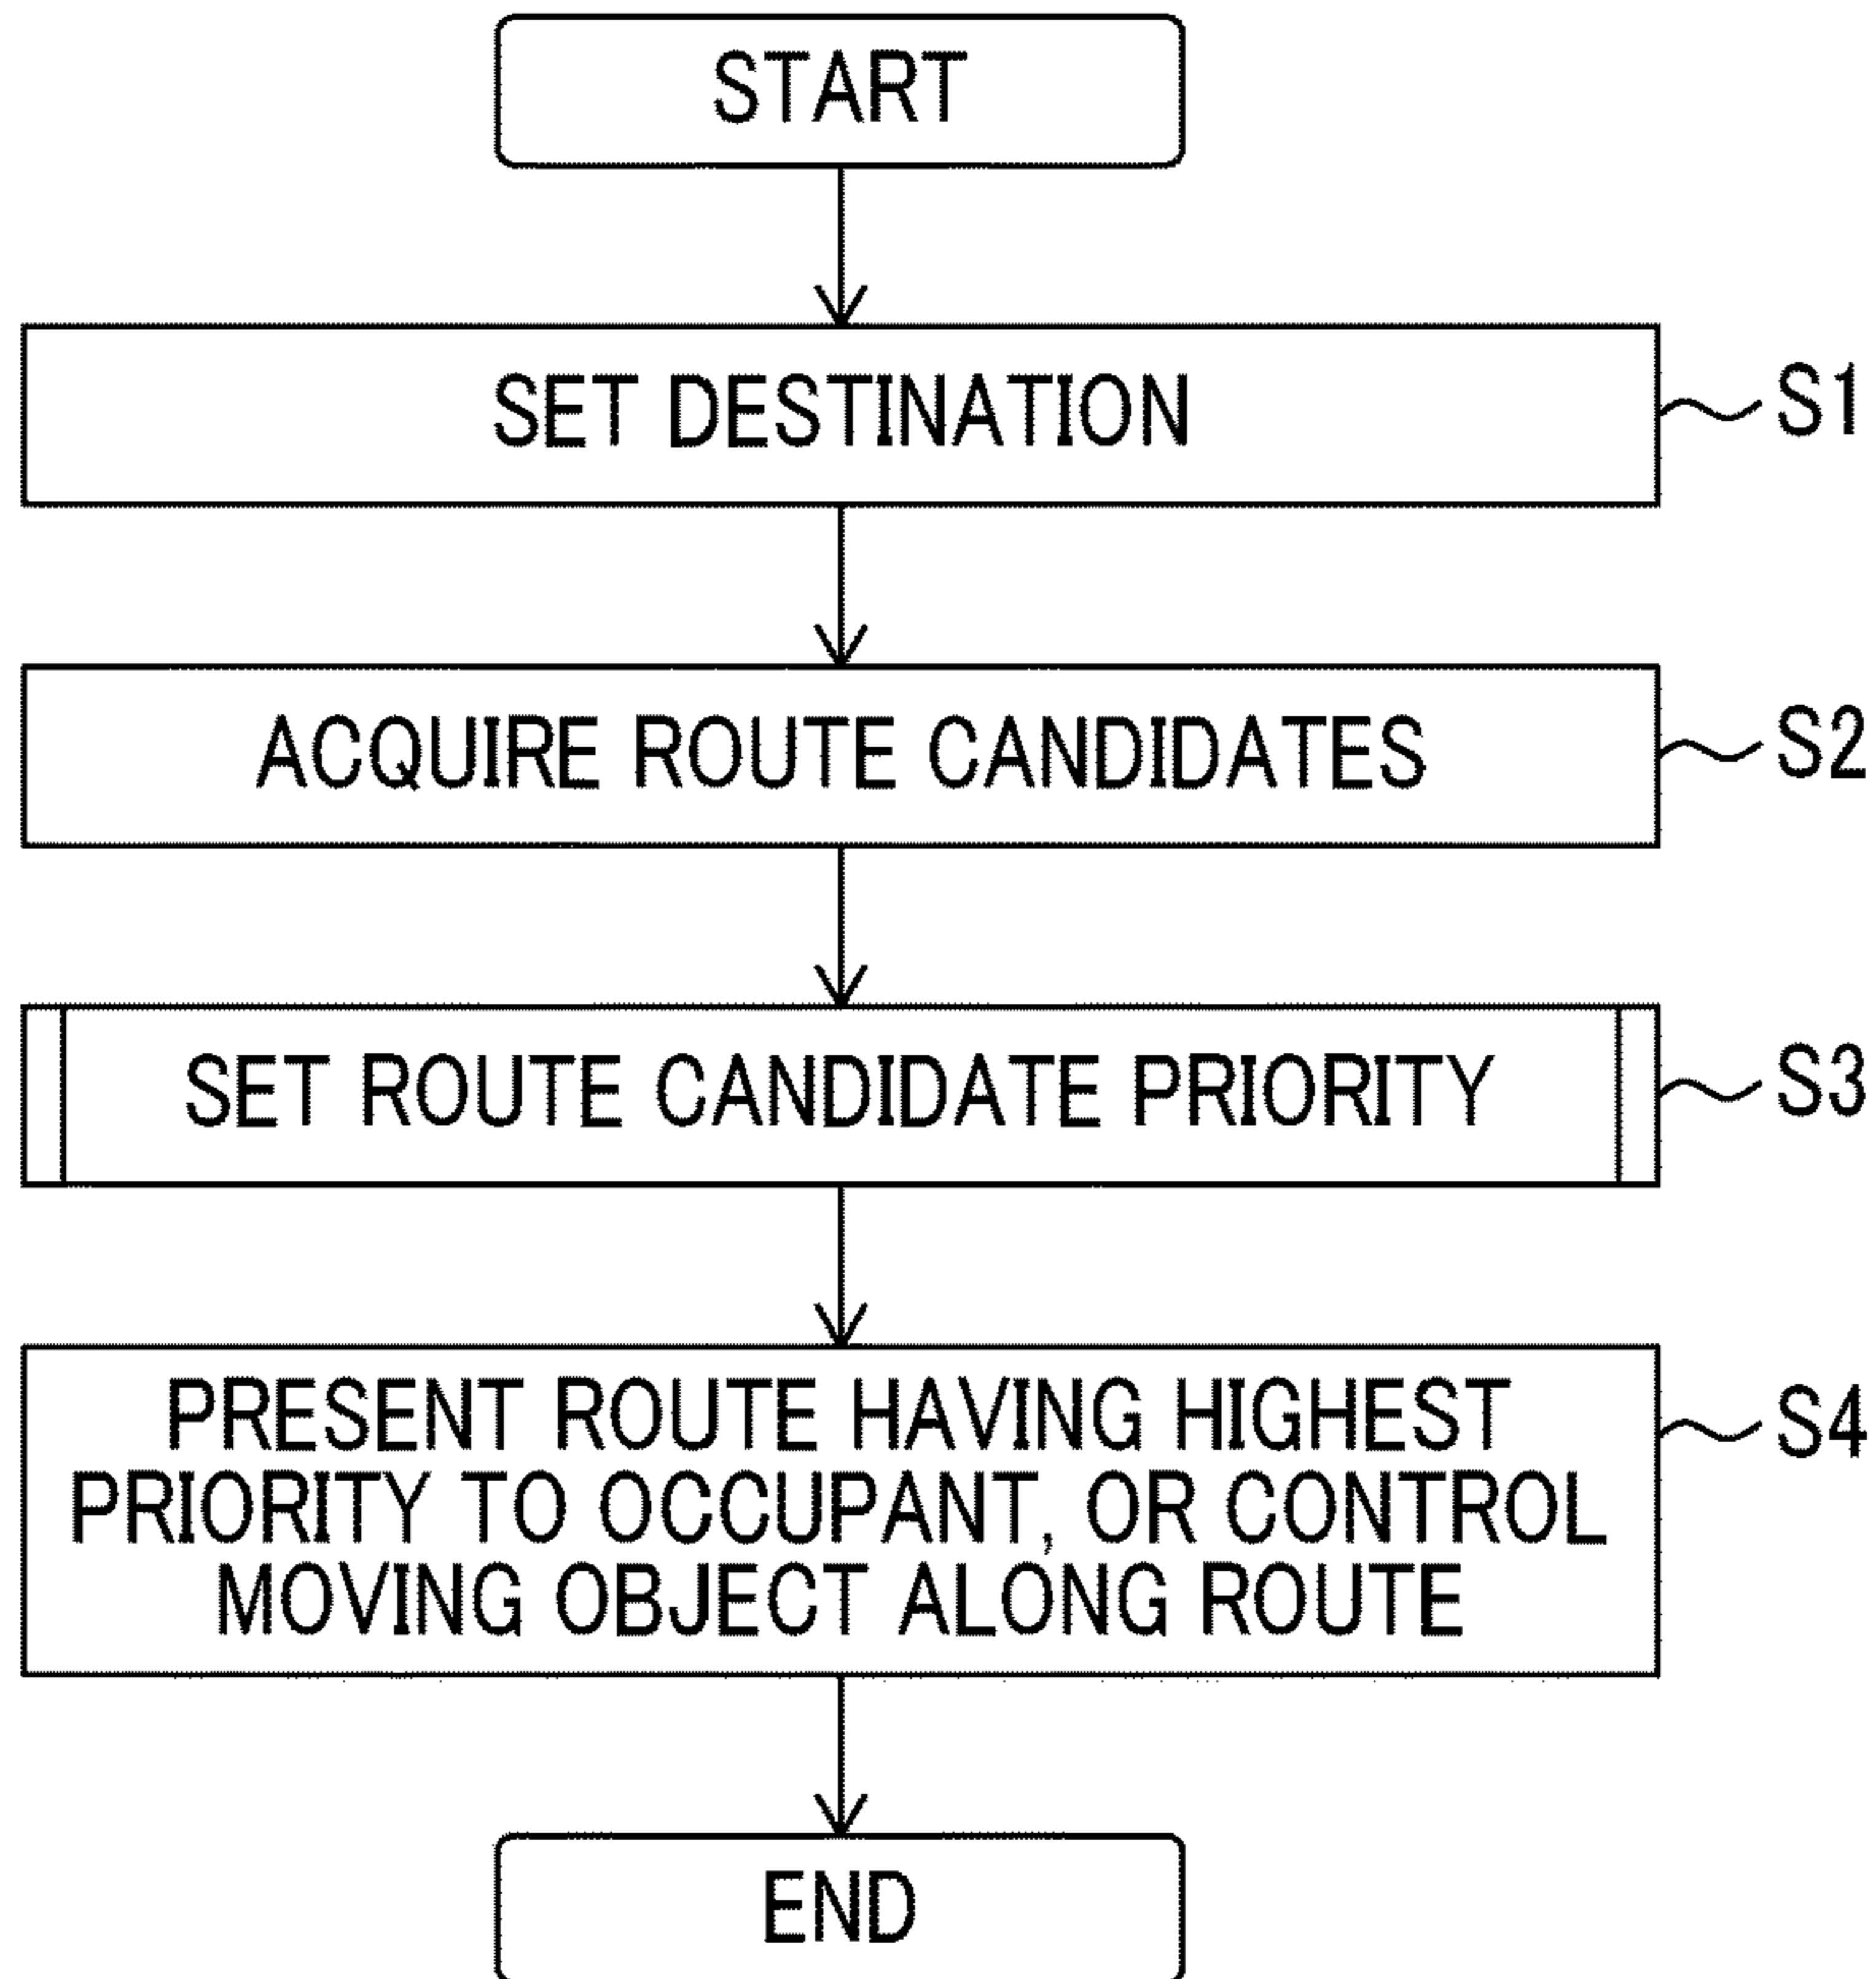 START
SET DESTINATION
S1
ACQUIRE ROUTE CANDIDATES
S2
SET ROUTE CANDIDATE PRIORITY
S3
PRESENT ROUTE HAVING HIGHEST
PRIORITY TO OCCUPANT, OR CONTROL
MOVING OBJECT ALONG ROUTE
S4
END